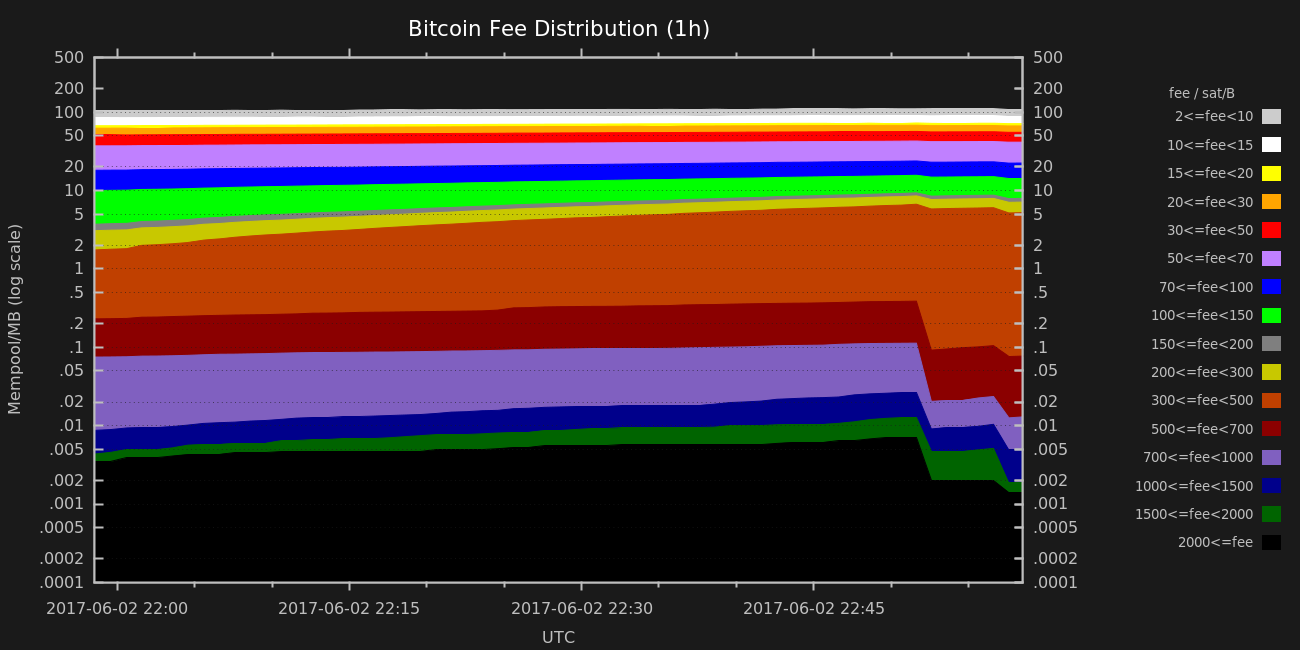 Bitcoin Fee Distribution (1h)
500
200
100
50
20
10
5
2
1
.5
.2
.1
.05
.02
.01
.005
.002
.001
.0005
.0002
.0001
Mempool/MB (log scale)
500
200
100
50
20
10
5
2
1
.5
.2
.1
.05
.02
.01
.005
.002
.001
.0005
.0002
.0001
2017-06-02 22:00 2017-06-02 22:15 2017-06-02 22:30 2017-06-02 22:45
UTC
fee / sat/B
2<=fee<10
10<=fee<15
15<=fee<20
20<=fee<30
30<=fee<50
50<=fee<70
70<=fee<100
100<=fee<150
150<=fee<200
200<=fee<300
300<=fee<500
500<=fee<700
700<=fee<1000
1000<=fee<1500
1500<=fee<2000
2000<=fee